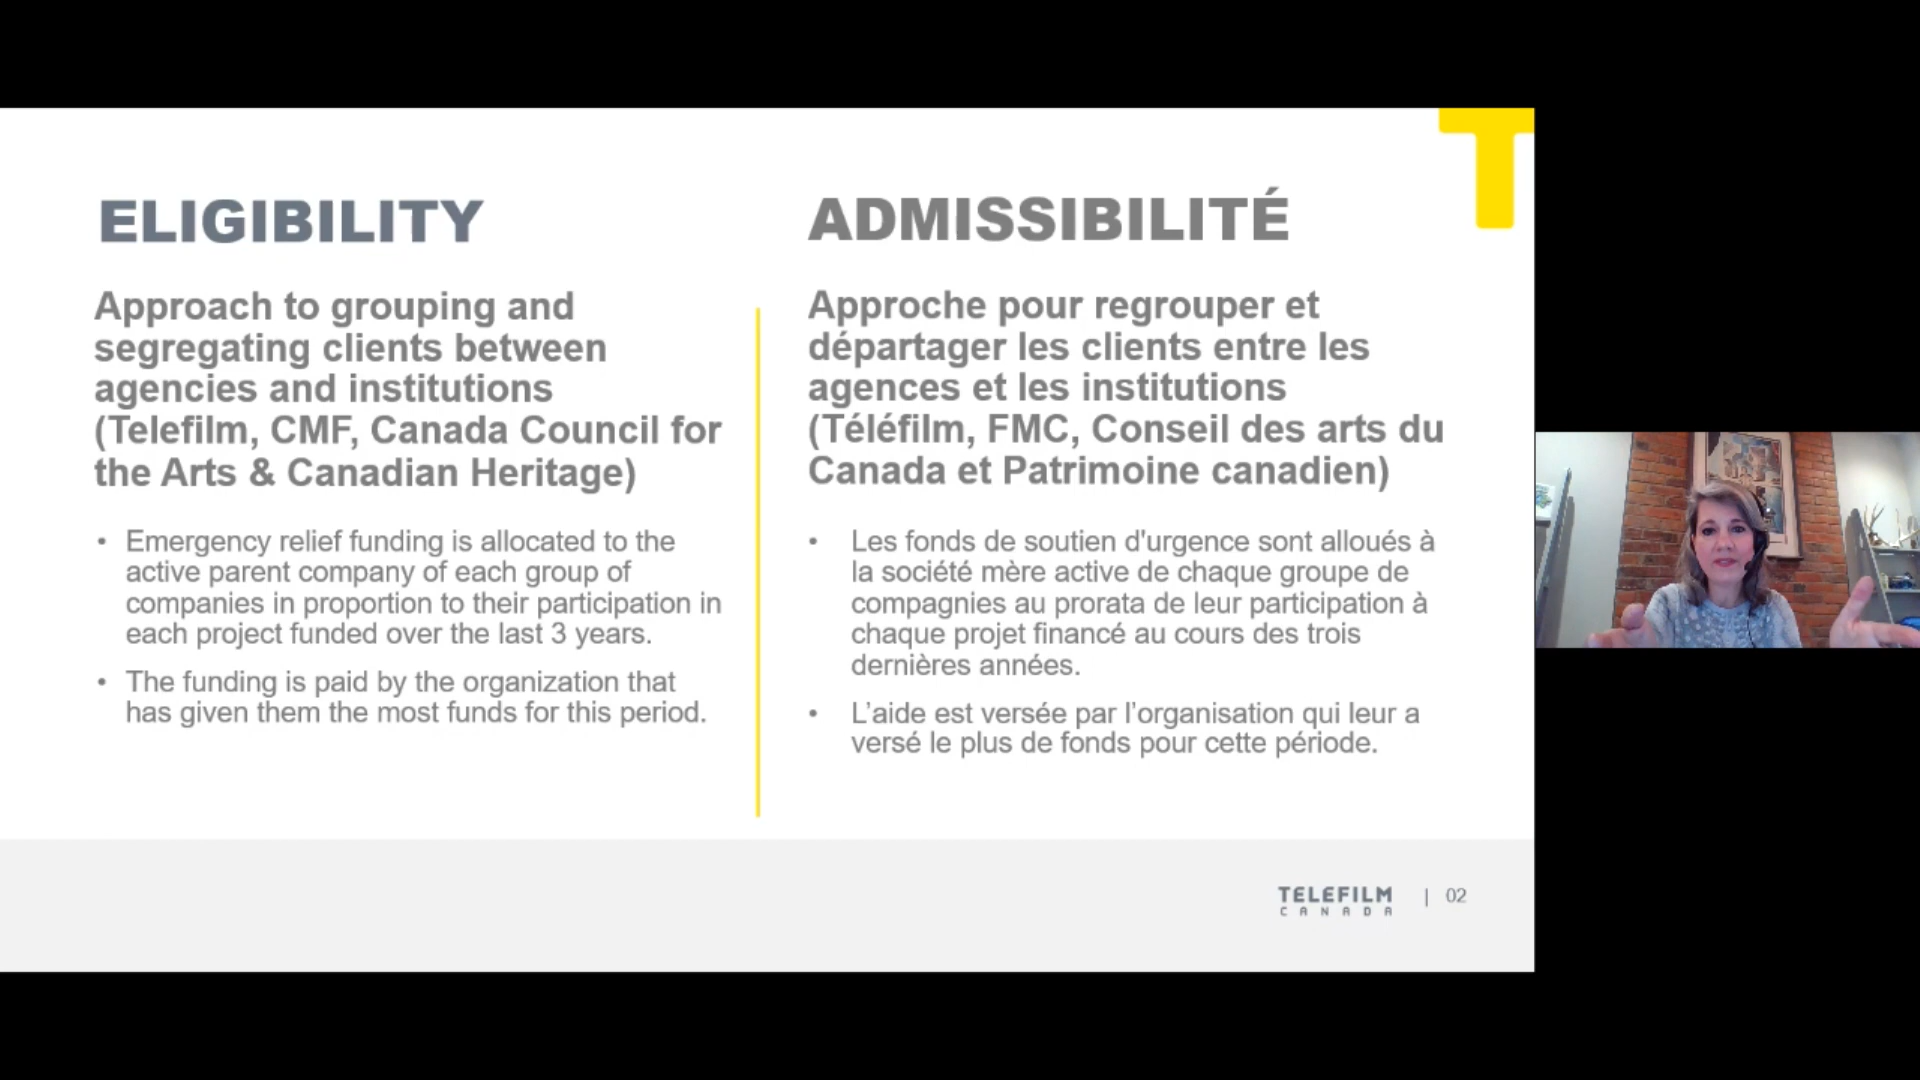 ELIGIBILITY
Approach to grouping and
segregating clients between
agencies and institutions
(Telefilm, CMF, Canada Council for
the Arts & Canadian Heritage)
• Emergency relief funding is allocated to the
active parent company of each group of
companies in proportion to their participation in
each project funded over the last 3 years.
• The funding is paid by the organization that
has given them the most funds for this period.
ADMISSIBILITÉ
Approche pour regrouper et
départager les clients entre les
agences et les institutions
(Téléfilm, FMC, Conseil des arts du
Canada et Patrimoine canadien)
• Les fonds de soutien d'urgence sont alloués à
la société mère active de chaque groupe de
compagnies au prorata de leur participation à
chaque projet financé au cours des trois
dernières années.
• L’aide est versée par l’organisation qui leur a
versé le plus de fonds pour cette période.
T
TELEFILM
CANADA
| 02